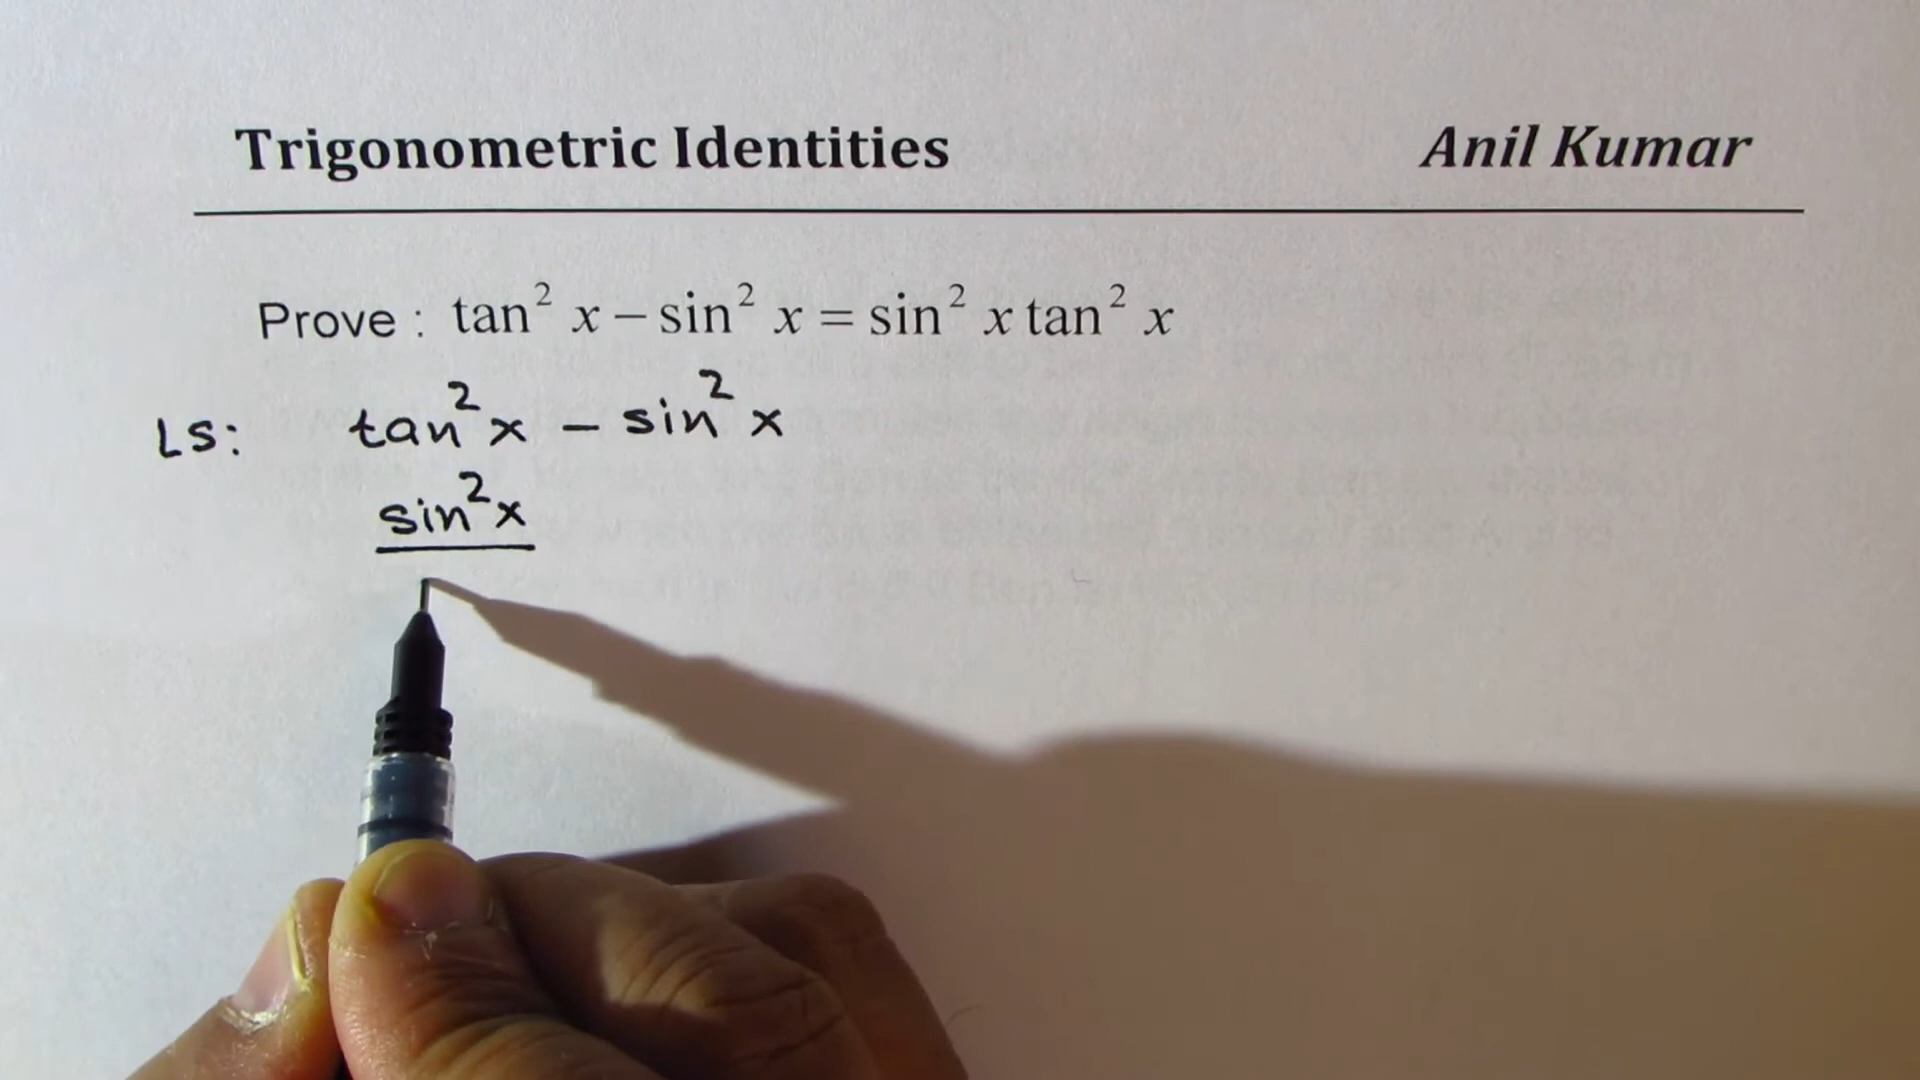 Trigonometric Identities Anil Kumar
Prove : tan² x − sin² x = sin² x tan² x
LS: tan²x − sin²x
sin²x